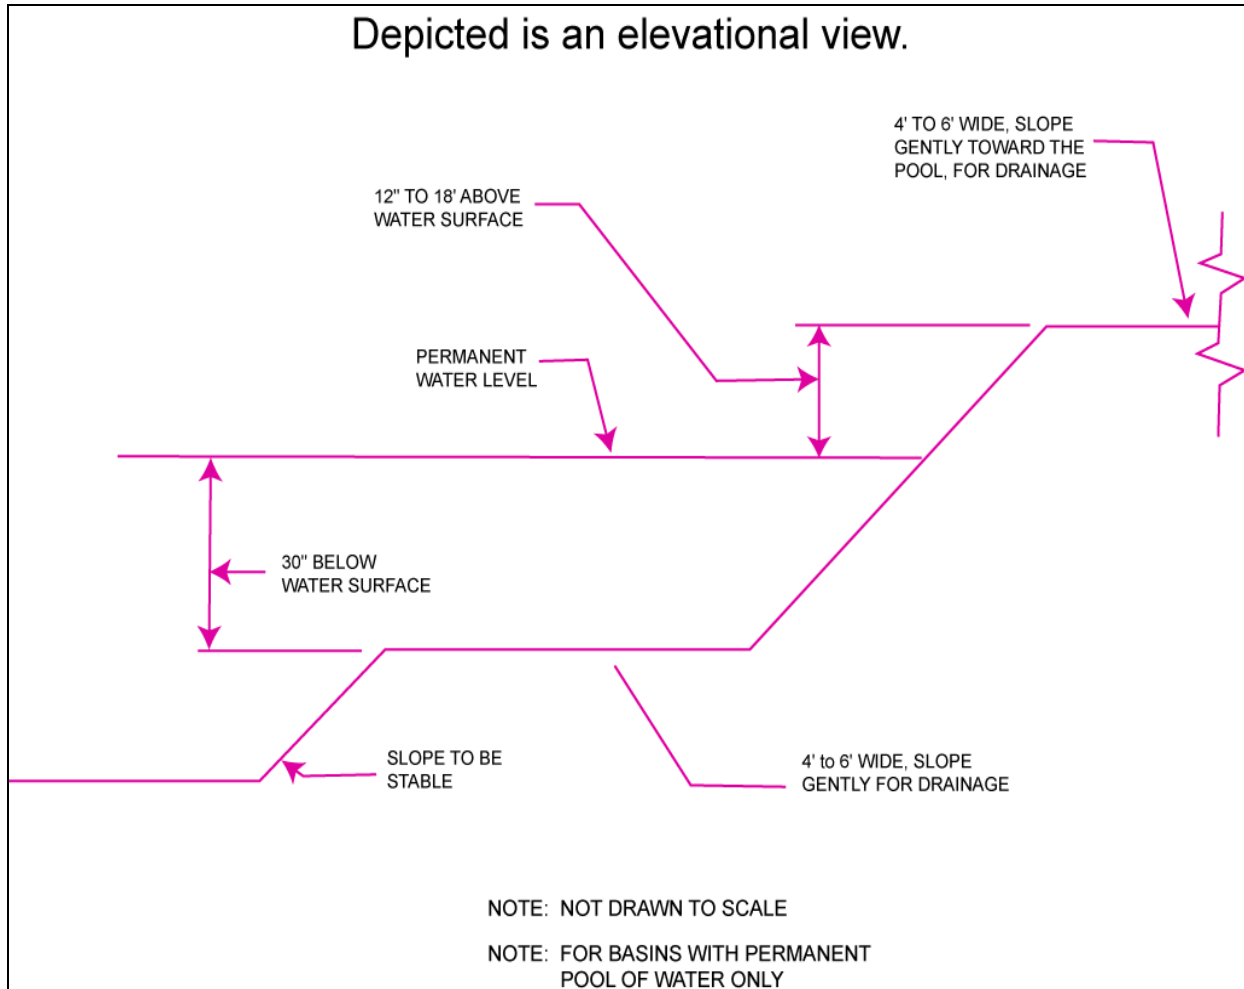 Depicted is an elevational view.
4' TO 6' WIDE, SLOPE
GENTLY TOWARD THE
POOL, FOR DRAINAGE
12" TO 18' ABOVE
WATER SURFACE
PERMANENT
WATER LEVEL
30" BELOW
WATER SURFACE
SLOPE TO BE
STABLE
4' to 6' WIDE, SLOPE
GENTLY FOR DRAINAGE
NOTE: NOT DRAWN TO SCALE
NOTE: FOR BASINS WITH PERMANENT
POOL OF WATER ONLY